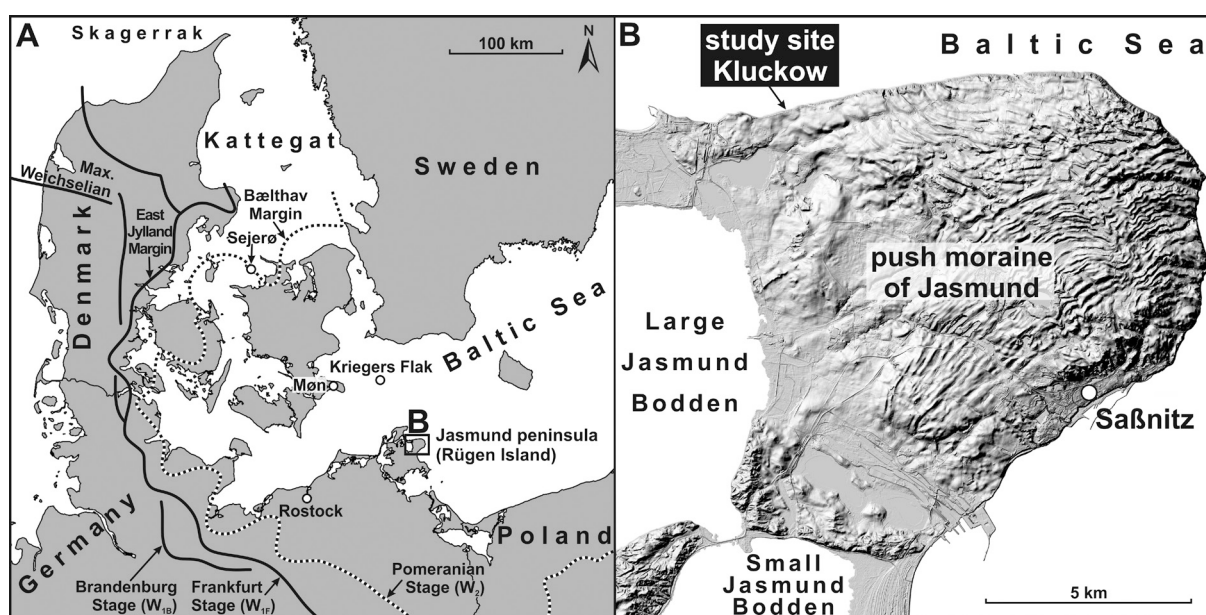 A
Skagerrak
100 km
N
Kattegat
Sweden
Max.
Weichselian
Bælthav
Margin
East
Jylland
Margin
Sejerø
Denmark
Baltic Sea
Kriegers Flak
Møn
B
Jasmund peninsula
(Rügen Island)
Rostock
Germany
Poland
Brandenburg
Stage (W1B)
Frankfurt
Stage (W1F)
Pomeranian
Stage (W2)
B
study site
Kluckow
Baltic Sea
push moraine
of Jasmund
Large
Jasmund
Bodden
Saßnitz
Small
Jasmund
Bodden
5 km